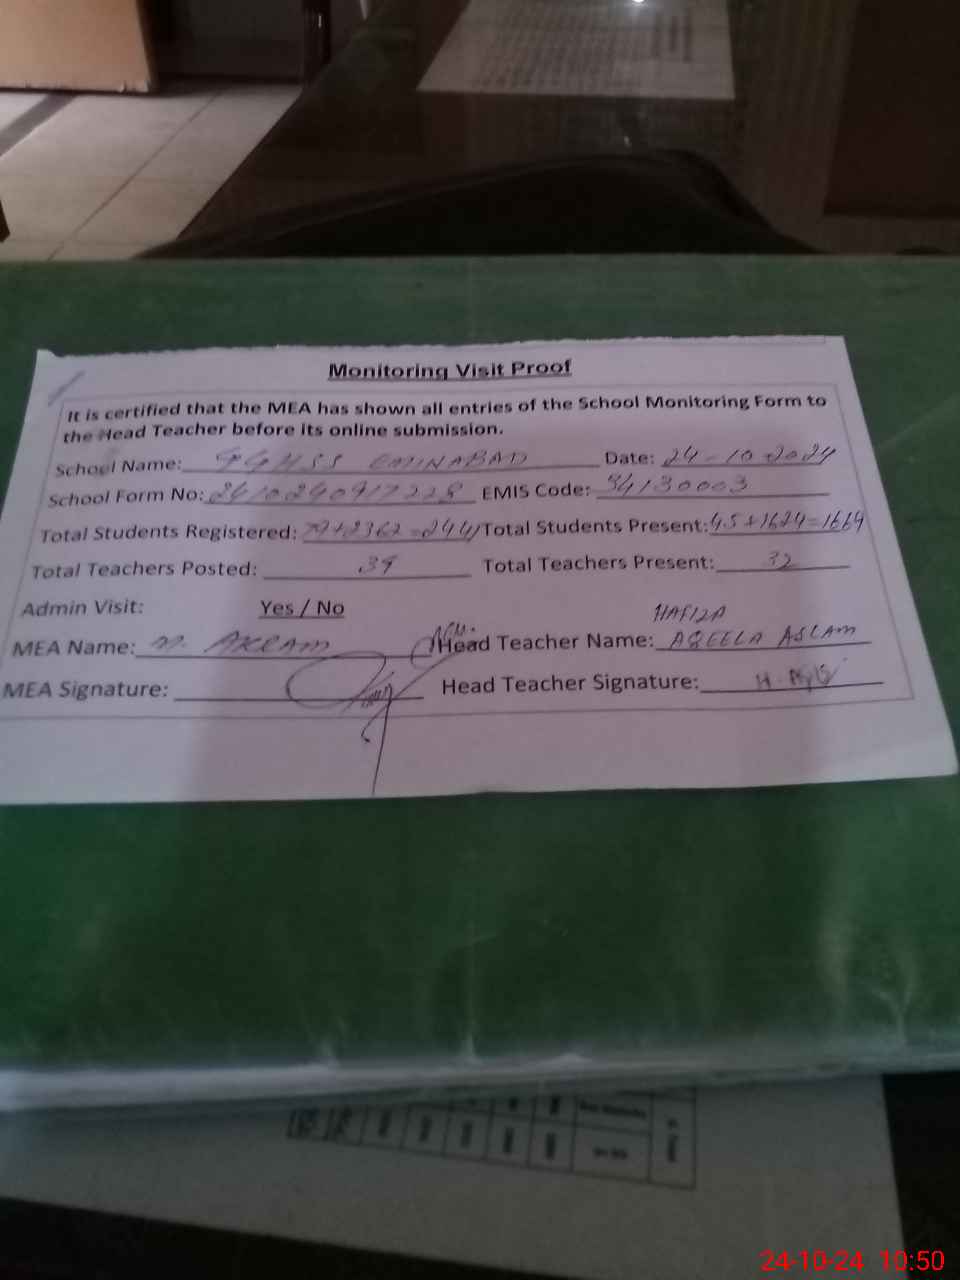 Monitoring Visit Proof
It is certified that the MEA has shown all entries of the School Monitoring Form to
the Head Teacher before its online submission.
School Name: GGHSS EMINABAD Date: 24-10-2024
School Form No: 2410240917228 EMIS Code: 34130003
Total Students Registered: 79+2362=2441 Total Students Present: 45+1624=1669
Total Teachers Posted: 39 Total Teachers Present: 32
Admin Visit: Yes / No
HAFIZA
MEA Name: M. AKRAM Head Teacher Name: AQEELA ASLAM
MEA Signature: Head Teacher Signature:
24-10-24 10:50